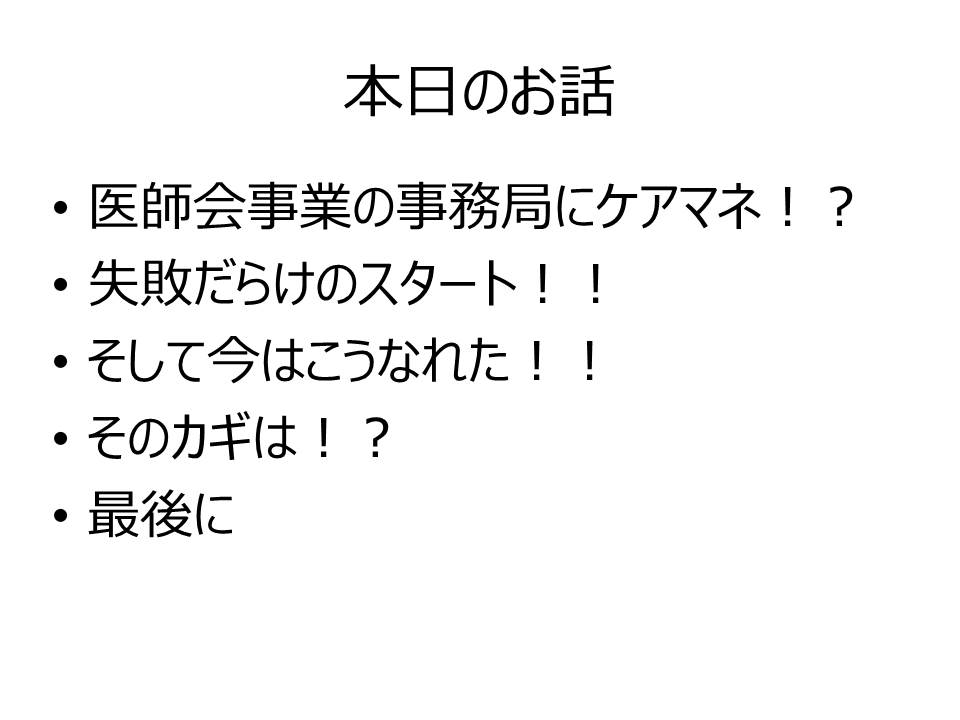 本日のお話
• 医師会事業の事務局にケアマネ！？
• 失敗だらけのスタート！！
• そして今はこうなれた！！
• そのカギは！？
• 最後に